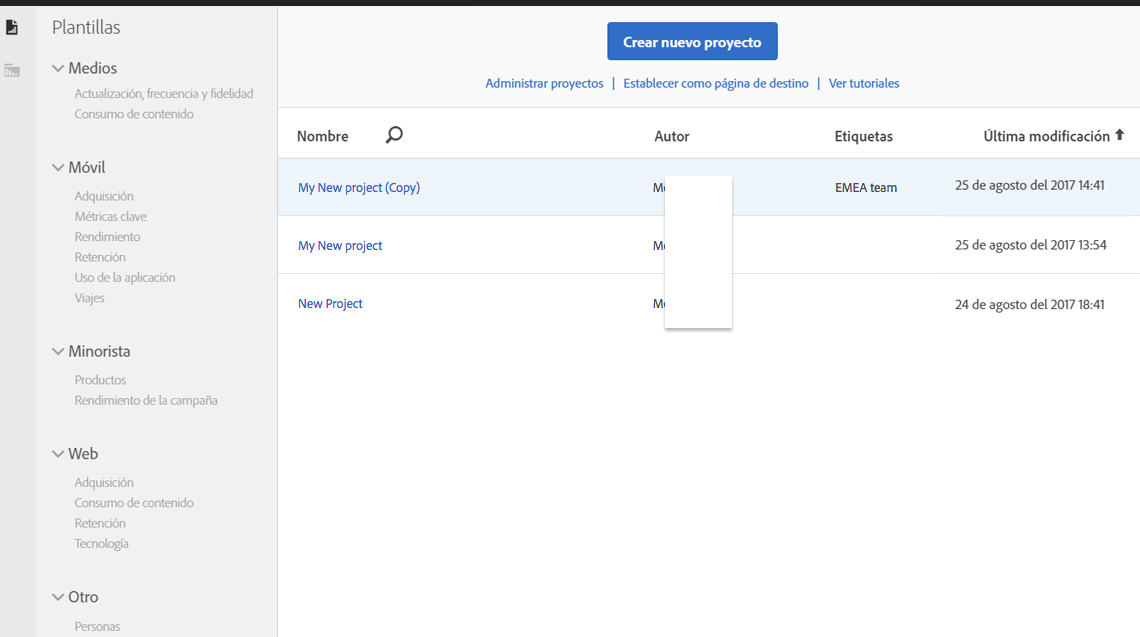 Plantillas
Medios
Actualización, frecuencia y fidelidad
Consumo de contenido
Móvil
Adquisición
Métricas clave
Rendimiento
Retención
Uso de la aplicación
Viajes
Minorista
Productos
Rendimiento de la campaña
Web
Adquisición
Consumo de contenido
Retención
Tecnología
Otro
Personas
Crear nuevo proyecto
Administrar proyectos | Establecer como página de destino | Ver tutoriales
Nombre Autor Etiquetas Última modificación
My New project (Copy) EMEA team 25 de agosto del 2017 14:41
My New project 25 de agosto del 2017 13:54
New Project 24 de agosto del 2017 18:41